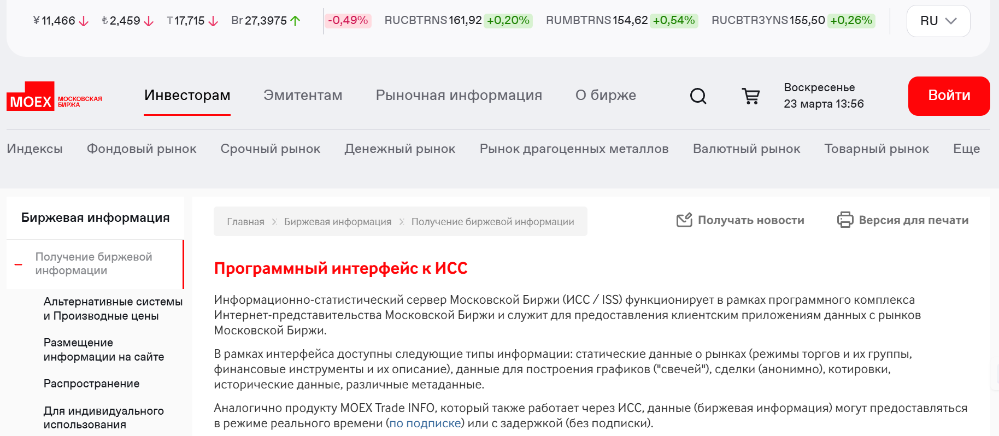 ¥ 11,466 ↓ ₺ 2,459 ↓ ₸ 17,715 ↓ Br 27,3975 ↑ -0,49% RUCBTRNS 161,92 +0,20% RUMBTRNS 154,62 +0,54% RUCBTR3YNS 155,50 +0,26% RU
MOEX МОСКОВСКАЯ БИРЖА
Инвесторам Эмитентам Рыночная информация О бирже
Воскресенье
23 марта 13:56
Войти
Индексы Фондовый рынок Срочный рынок Денежный рынок Рынок драгоценных металлов Валютный рынок Товарный рынок Еще
Биржевая информация
Получение биржевой
информации
Альтернативные системы
и Производные цены
Размещение
информации на сайте
Распространение
Для индивидуального
использования
Главная Биржевая информация Получение биржевой информации
Получать новости Версия для печати
Программный интерфейс к ИСС
Информационно-статистический сервер Московской Биржи (ИСС / ISS) функционирует в рамках программного комплекса
Интернет-представительства Московской Биржи и служит для предоставления клиентским приложениям данных с рынков
Московской Биржи.
В рамках интерфейса доступны следующие типы информации: статические данные о рынках (режимы торгов и их группы,
финансовые инструменты и их описание), данные для построения графиков ("свечей"), сделки (анонимно), котировки,
исторические данные, различные метаданные.
Аналогично продукту MOEX Trade INFO, который также работает через ИСС, данные (биржевая информация) могут предоставляться
в режиме реального времени (по подписке) или с задержкой (без подписки).